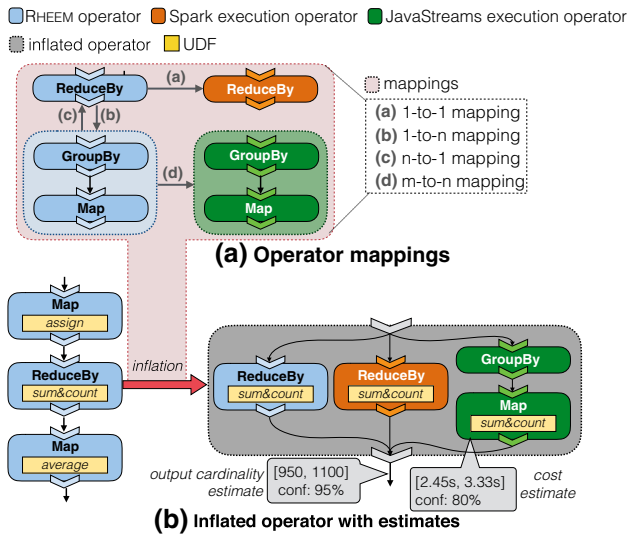 RHEEM operator Spark execution operator JavaStreams execution operator
inflated operator UDF
ReduceBy (a) ReduceBy
mappings
(c) (b)
(a) 1-to-1 mapping
(b) 1-to-n mapping
(c) n-to-1 mapping
(d) m-to-n mapping
GroupBy (d) GroupBy
Map Map
(a) Operator mappings
Map
assign
inflation
ReduceBy
sum&count
Map
average
GroupBy
ReduceBy ReduceBy
sum&count sum&count
Map
sum&count
output cardinality
estimate
[950, 1100]
conf: 95%
[2.45s, 3.33s]
conf: 80%
cost
estimate
(b) Inflated operator with estimates